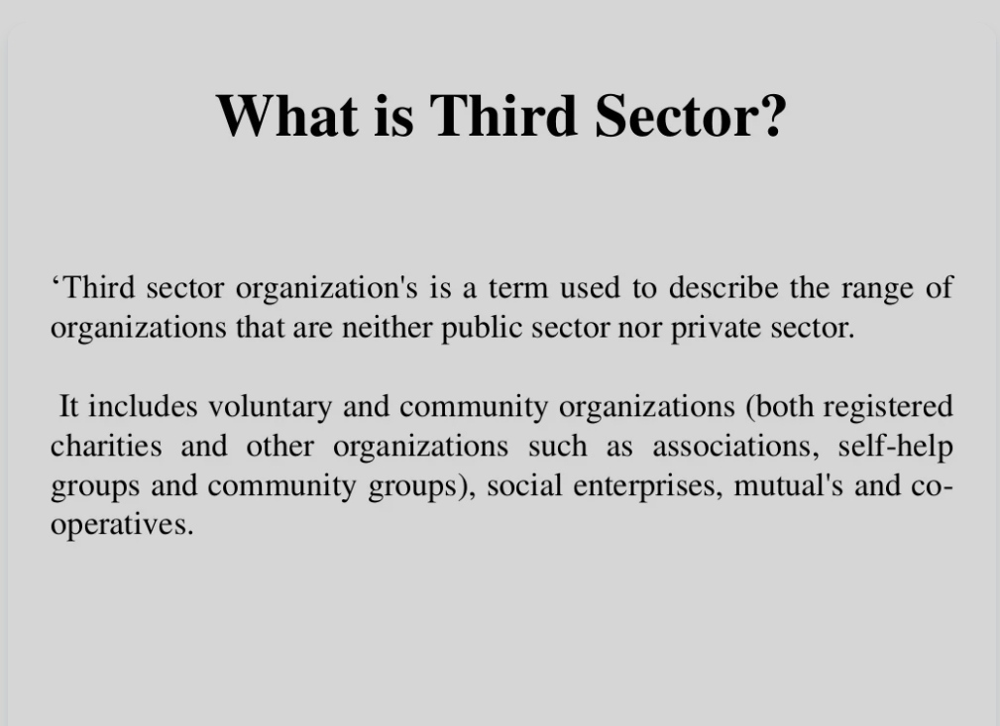 What is Third Sector?
‘Third sector organization's is a term used to describe the range of
organizations that are neither public sector nor private sector.
It includes voluntary and community organizations (both registered
charities and other organizations such as associations, self-help
groups and community groups), social enterprises, mutual's and co-
operatives.